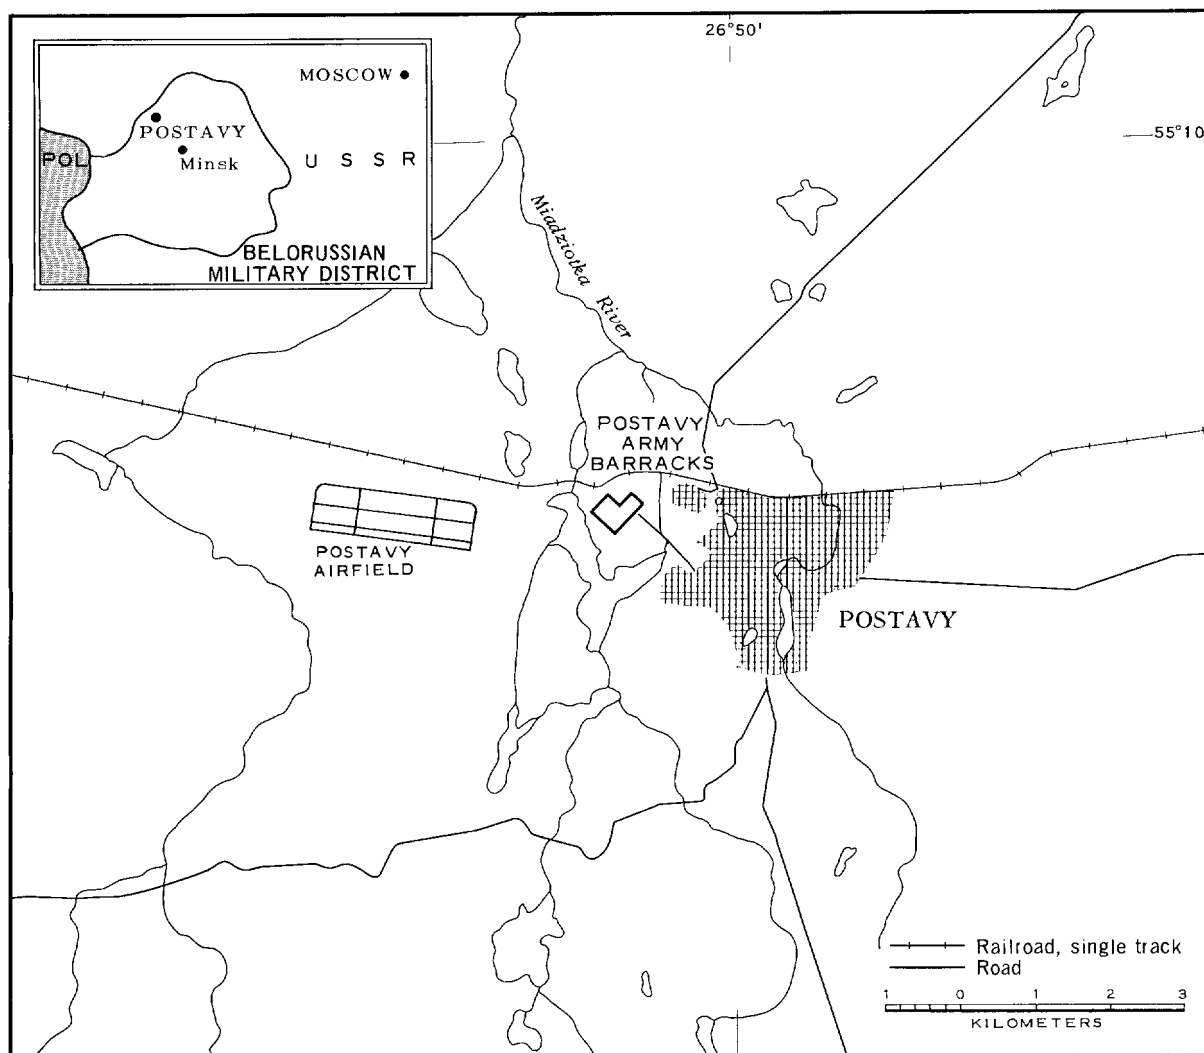 26°50'
MOSCOW
55°10
POSTAVY
POL
Minsk
U S S R
BELORUSSIAN
MILITARY DISTRICT
Miadziotka River
POSTAVY
ARMY
BARRACKS
POSTAVY
AIRFIELD
POSTAVY
Railroad, single track
Road
1 0 1 2 3
KILOMETERS